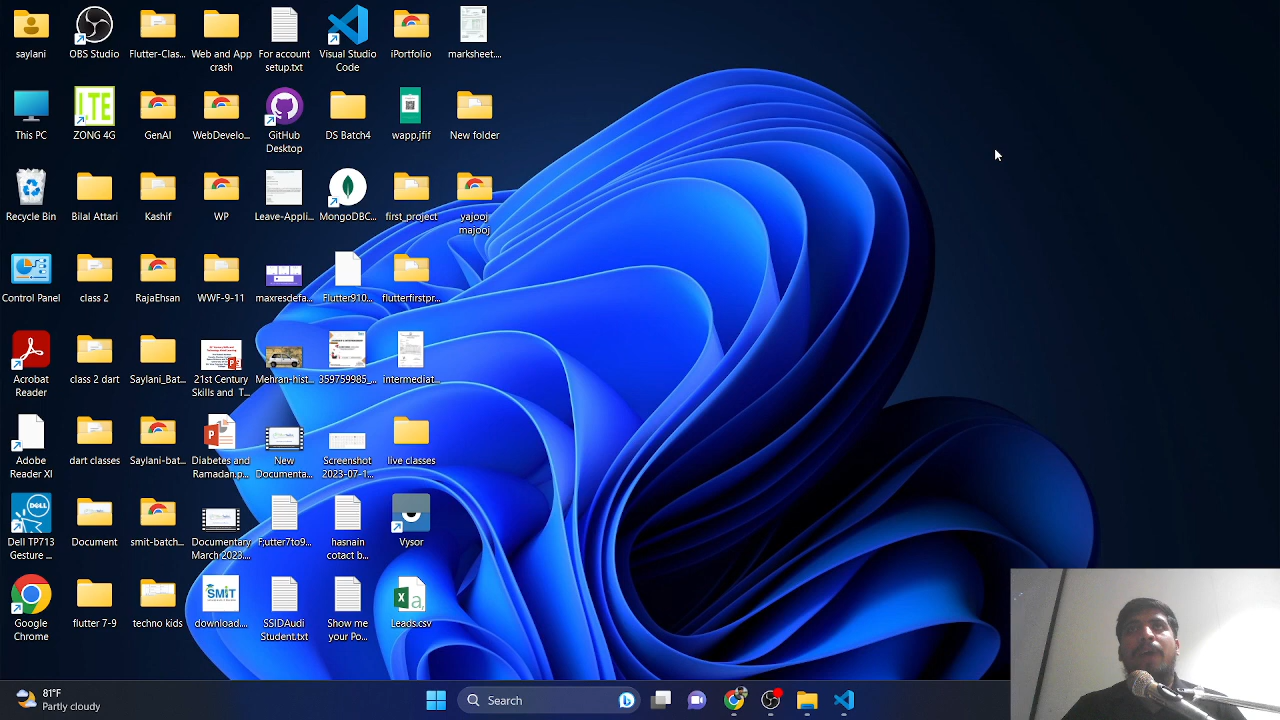 saylani
OBS Studio
Flutter-Clas...
Web and App
crash
For account
setup.txt
Visual Studio
Code
iPortfolio
marksheet...
This PC
LTE
ZONG 4G
GenAI
WebDevelo...
GitHub
Desktop
DS Batch4
wapp.jfif
New folder
Recycle Bin
Bilal Attari
Kashif
WP
Leave-Appli...
MongoDBC...
first_project
yajooj
majooj
Control Panel
class 2
RajaEhsan
WWF-9-11
maxresdefa...
Flutter910...
flutterfirstpr...
Acrobat
Reader
class 2 dart
Saylani_Bat...
21st Century
Skills and T...
Mehran-hist...
359759985_...
intermediat...
Adobe
Reader XI
dart classes
Saylani-bat...
Diabetes and
Ramadan.p...
New
Documenta...
Screenshot
2023-07-1...
live classes
DELL
Dell TP713
Gesture ...
Document
smit-batch...
Documentary
March 2023...
F;utter7to9...
hasnain
cotact b...
Vysor
Google
Chrome
flutter 7-9
techno kids
SMIT
download....
SSIDAudi
Student.txt
Show me
your Po...
Leads.csv
81°F
Partly cloudy
Search